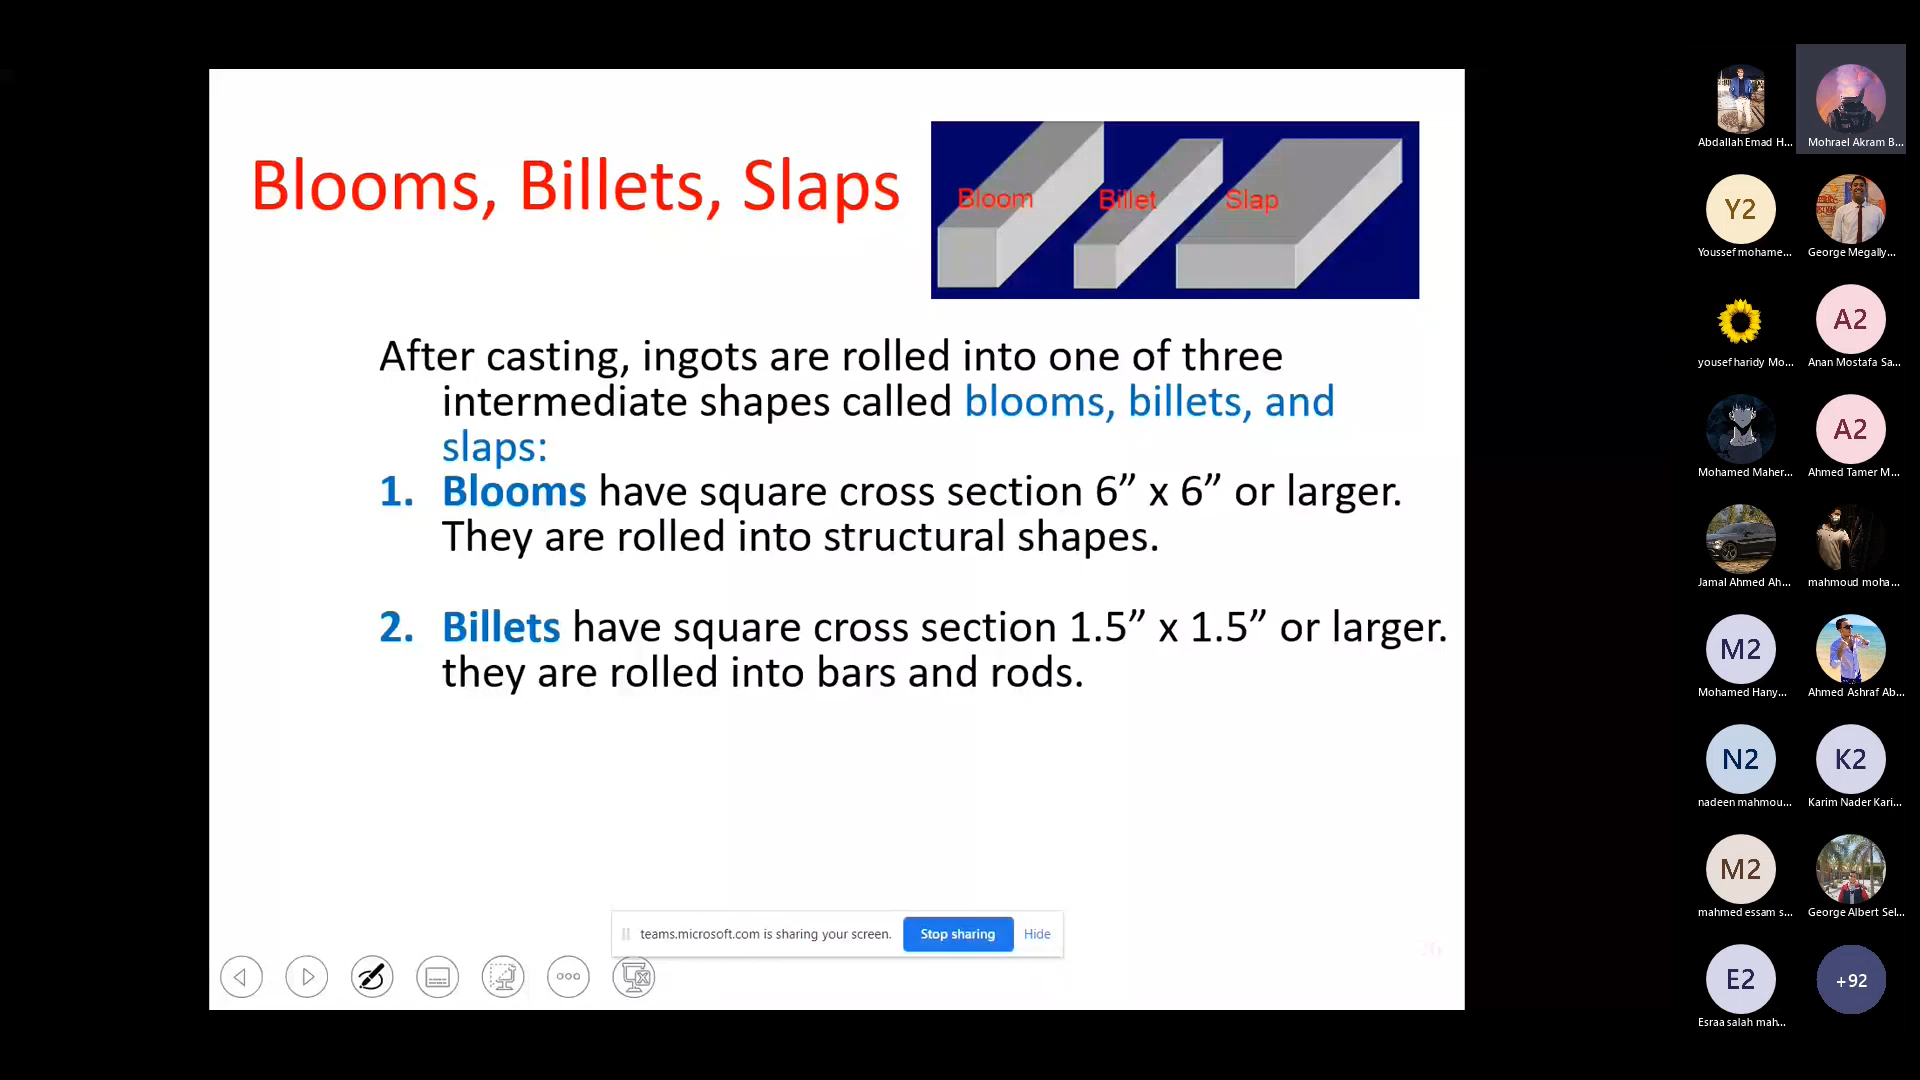 Blooms, Billets, Slaps
Bloom
Billet
Slap
After casting, ingots are rolled into one of three
intermediate shapes called blooms, billets, and
slaps:
1. Blooms have square cross section 6” x 6” or larger.
They are rolled into structural shapes.
2. Billets have square cross section 1.5” x 1.5” or larger.
they are rolled into bars and rods.
teams.microsoft.com is sharing your screen.
Stop sharing
Hide
26
Abdallah Emad H...
Mohrael Akram B...
Y2
Youssef mohame...
George Megally...
yousef haridy Mo...
A2
Anan Mostafa Sa...
Mohamed Maher...
A2
Ahmed Tamer M...
Jamal Ahmed Ah...
mahmoud moha...
M2
Mohamed Hany...
Ahmed Ashraf Ab...
N2
nadeen mahmou...
K2
Karim Nader Kari...
M2
mahmed essam s...
George Albert Sel...
E2
Esraa salah mah...
+92